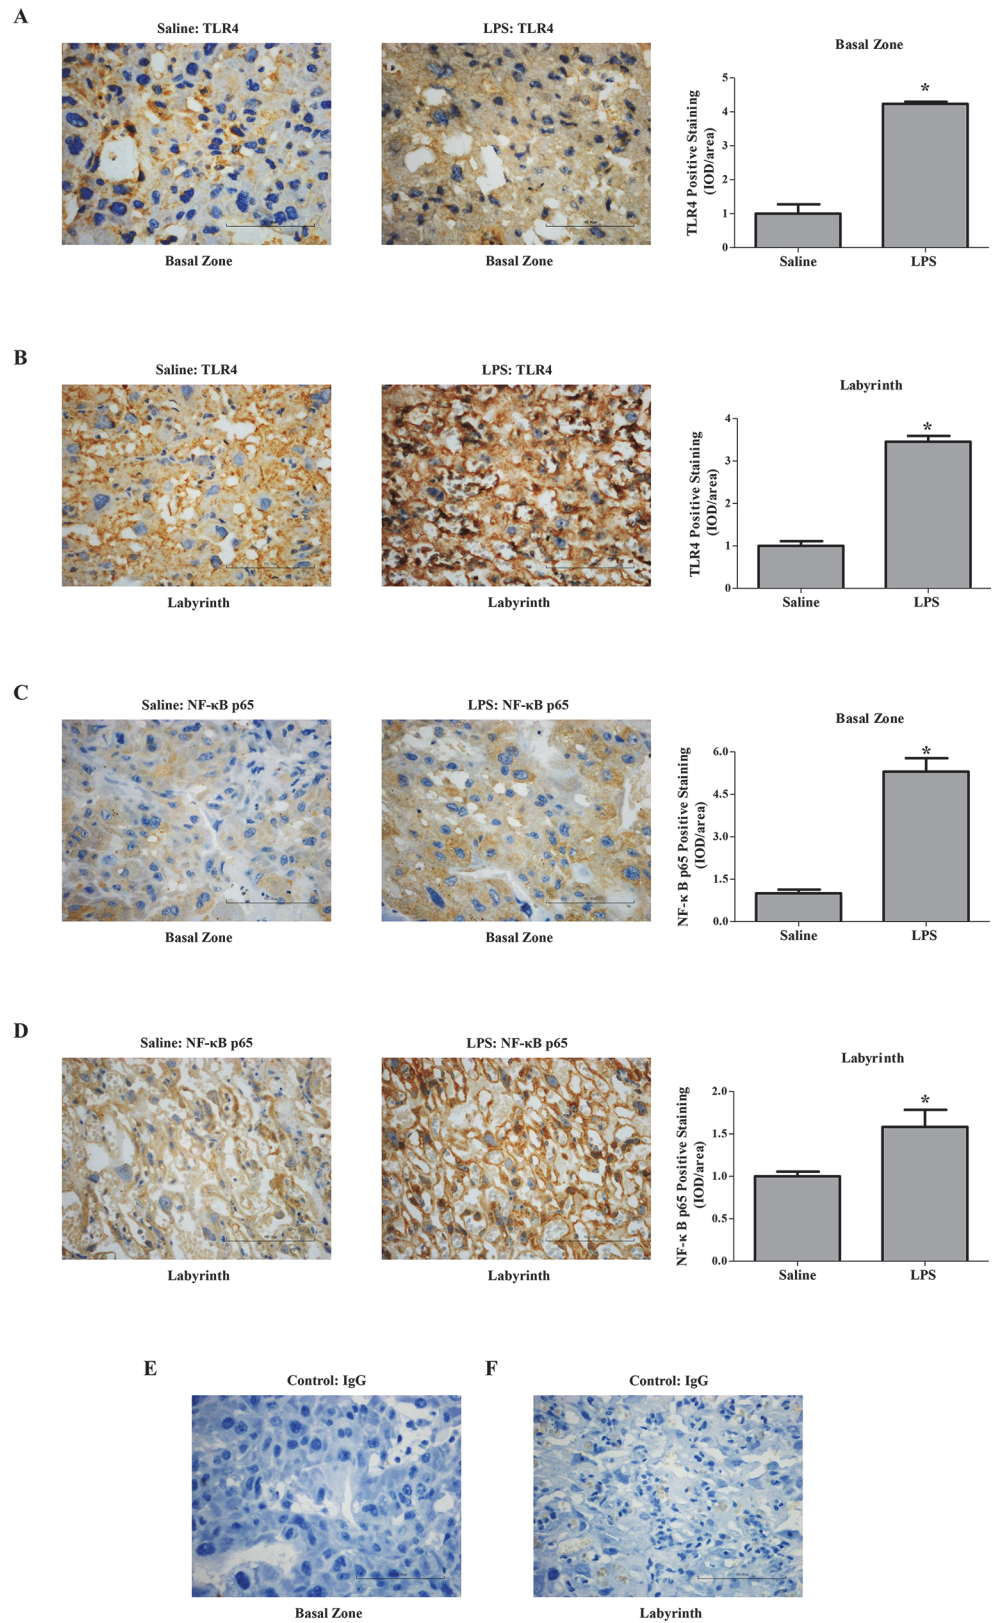 A
Saline: TLR4
LPS: TLR4
Basal Zone
TLR4 Positive Staining
(IOD/area)
5
4
3
2
1
0
*
Saline
LPS
Basal Zone
Basal Zone
B
Saline: TLR4
LPS: TLR4
Labyrinth
TLR4 Positive Staining
(IOD/area)
4
3
2
1
0
*
Saline
LPS
Labyrinth
Labyrinth
C
Saline: NF-κB p65
LPS: NF-κB p65
Basal Zone
NF-κ B p65 Positive Staining
(IOD/area)
6.0
4.5
3.0
1.5
0.0
*
Saline
LPS
Basal Zone
Basal Zone
D
Saline: NF-κB p65
LPS: NF-κB p65
Labyrinth
NF-κ B p65 Positive Staining
(IOD/area)
2.0
1.5
1.0
0.5
0.0
*
Saline
LPS
Labyrinth
Labyrinth
E
Control: IgG
Basal Zone
F
Control: IgG
Labyrinth